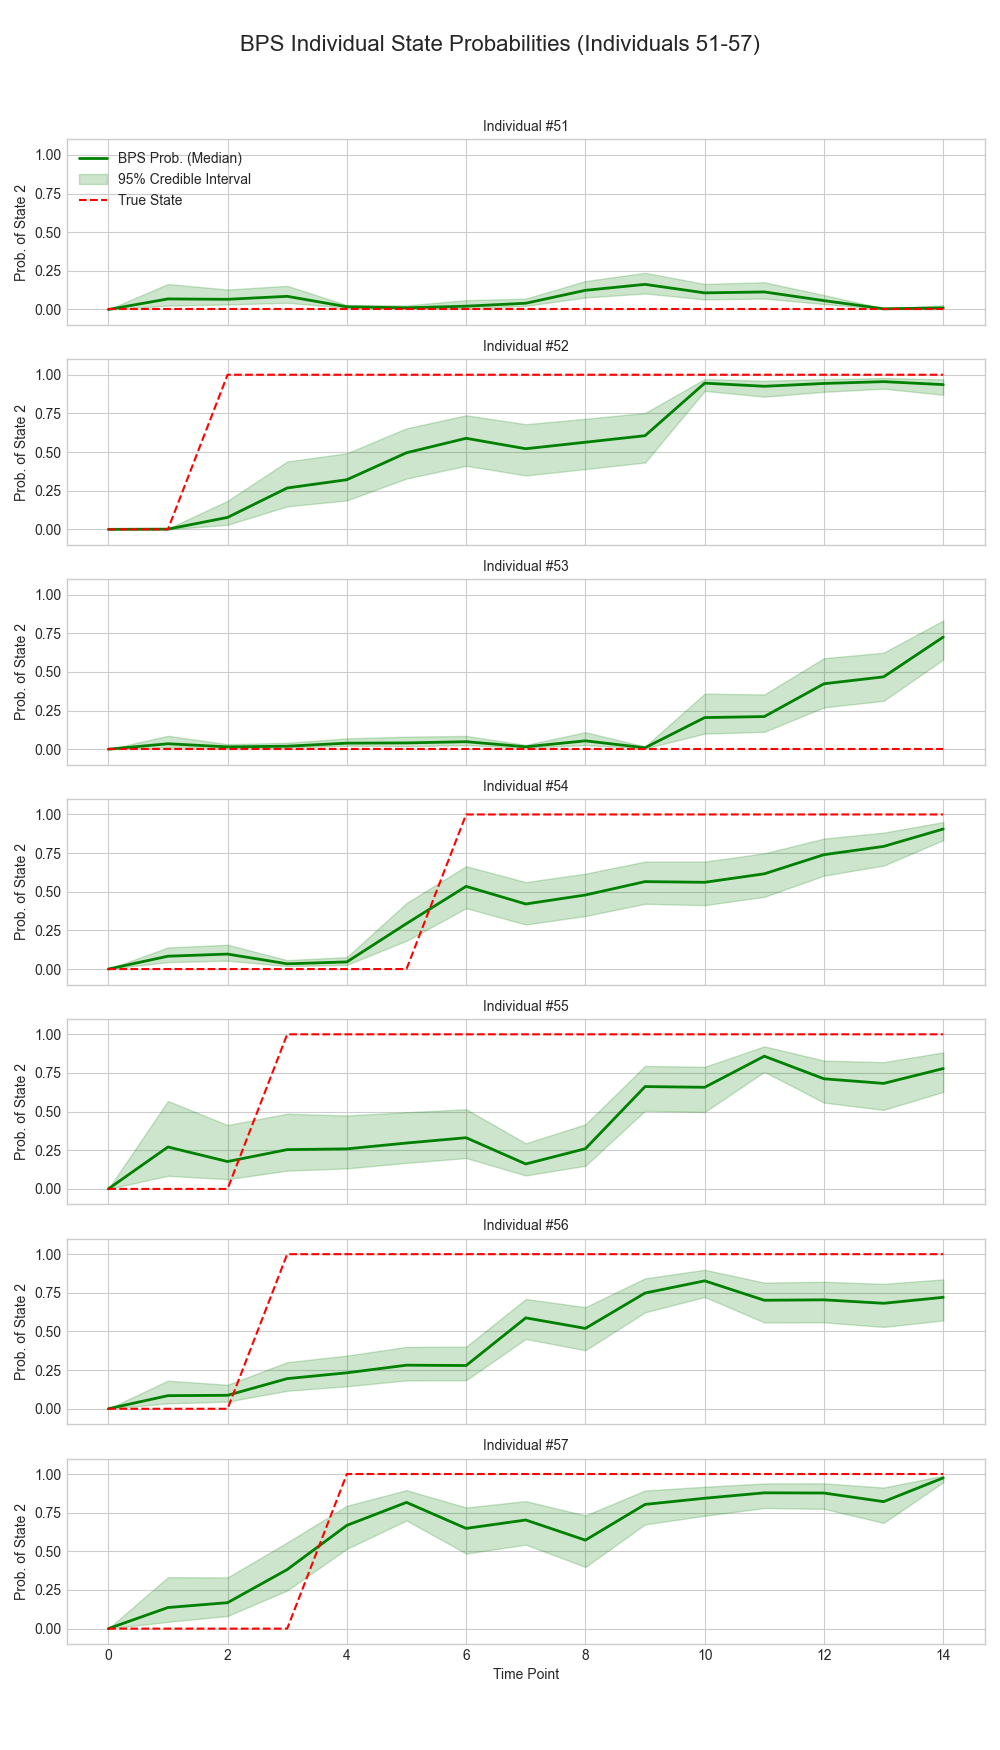 BPS Individual State Probabilities (Individuals 51-57)
Individual #51
BPS Prob. (Median)
95% Credible Interval
True State
Prob. of State 2
1.00
0.75
0.50
0.25
0.00
Individual #52
Prob. of State 2
1.00
0.75
0.50
0.25
0.00
Individual #53
Prob. of State 2
1.00
0.75
0.50
0.25
0.00
Individual #54
Prob. of State 2
1.00
0.75
0.50
0.25
0.00
Individual #55
Prob. of State 2
1.00
0.75
0.50
0.25
0.00
Individual #56
Prob. of State 2
1.00
0.75
0.50
0.25
0.00
Individual #57
Prob. of State 2
1.00
0.75
0.50
0.25
0.00
0 2 4 6 8 10 12 14
Time Point